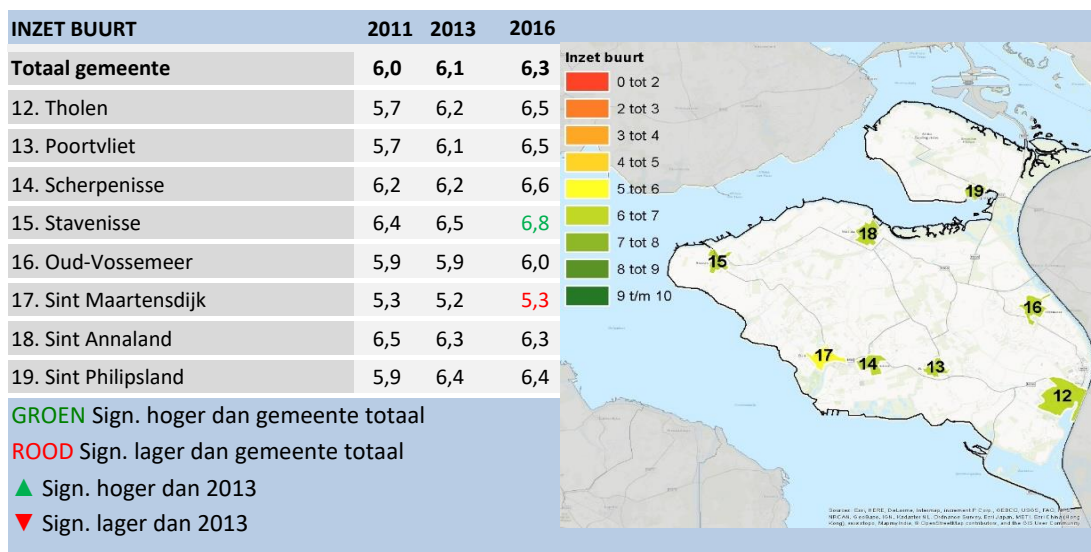 INZET BUURT 2011 2013 2016
Totaal gemeente 6,0 6,1 6,3
12. Tholen 5,7 6,2 6,5
13. Poortvliet 5,7 6,1 6,5
14. Scherpenisse 6,2 6,2 6,6
15. Stavenisse 6,4 6,5 6,8
16. Oud-Vossemeer 5,9 5,9 6,0
17. Sint Maartensdijk 5,3 5,2 5,3
18. Sint Annaland 6,5 6,3 6,3
19. Sint Philipsland 5,9 6,4 6,4
GROEN Sign. hoger dan gemeente totaal
ROOD Sign. lager dan gemeente totaal
▲ Sign. hoger dan 2013
▼ Sign. lager dan 2013
Inzet buurt
0 tot 2
2 tot 3
3 tot 4
4 tot 5
5 tot 6
6 tot 7
7 tot 8
8 tot 9
9 t/m 10
19
18
15
16
17
14
13
12